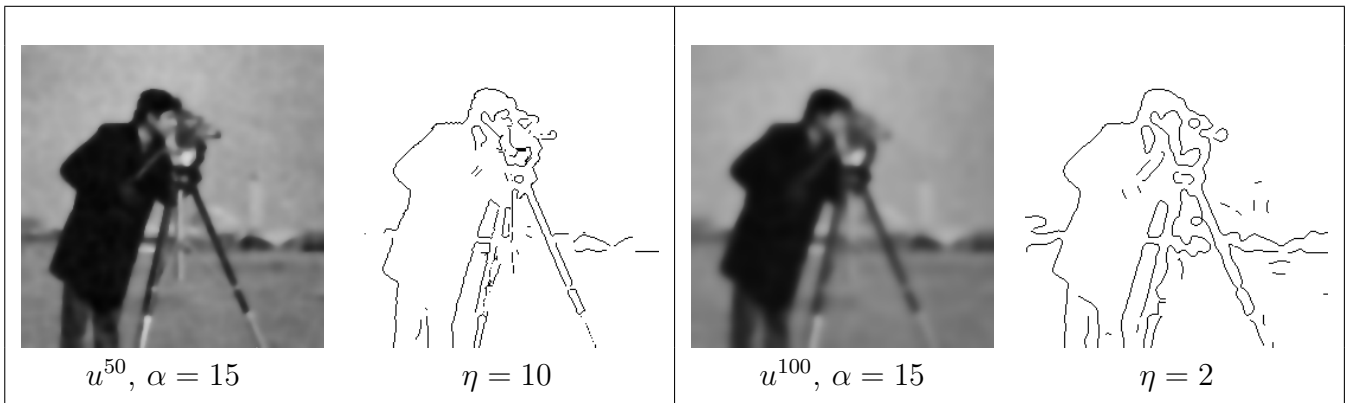 u^50, α = 15
η = 10
u^100, α = 15
η = 2